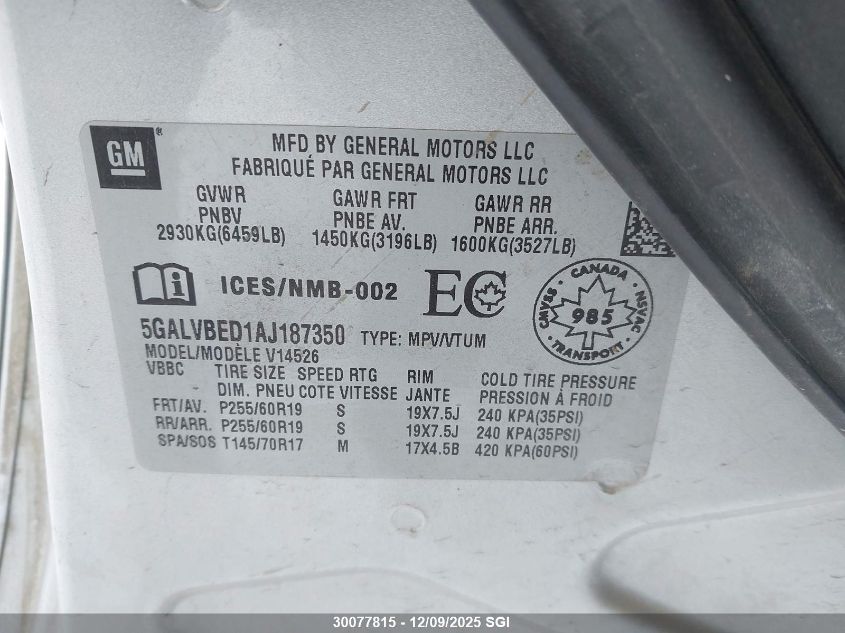 GM
MFD BY GENERAL MOTORS LLC
FABRIQUÉ PAR GENERAL MOTORS LLC
GVWR GAWR FRT GAWR RR
PNBV PNBE AV. PNBE ARR.
2930KG(6459LB) 1450KG(3196LB) 1600KG(3527LB)
ICES/NMB-002 EC
CANADA
CMVSS 985 NSVAC
TRANSPORT
5GALVBED1AJ187350 TYPE: MPV/VTUM
MODEL/MODÈLE V14526
VBBC TIRE SIZE SPEED RTG RIM COLD TIRE PRESSURE
DIM. PNEU COTE VITESSE JANTE PRESSION À FROID
FRT/AV. P255/60R19 S 19X7.5J 240 KPA(35PSI)
RR/ARR. P255/60R19 S 19X7.5J 240 KPA(35PSI)
SPA/SOS T145/70R17 M 17X4.5B 420 KPA(60PSI)
30077815 - 12/09/2025 SGI